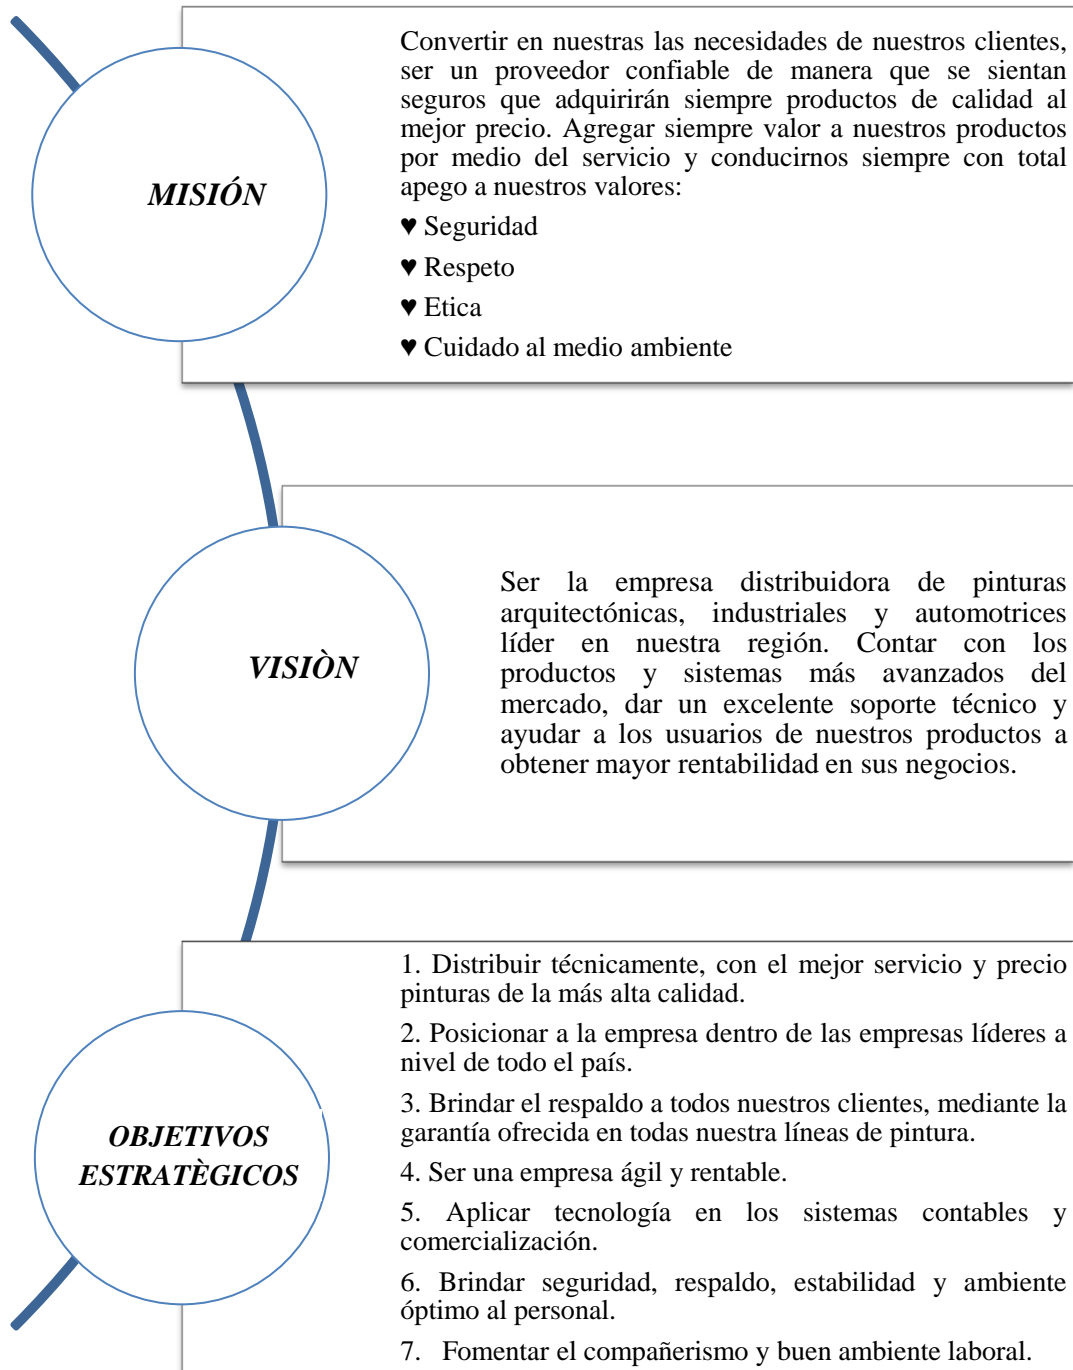 MISIÓN
Convertir en nuestras las necesidades de nuestros clientes,
ser un proveedor confiable de manera que se sientan
seguros que adquirirán siempre productos de calidad al
mejor precio. Agregar siempre valor a nuestros productos
por medio del servicio y conducirnos siempre con total
apego a nuestros valores:
♥ Seguridad
♥ Respeto
♥ Etica
♥ Cuidado al medio ambiente
VISIÒN
Ser la empresa distribuidora de pinturas
arquitectónicas, industriales y automotrices
líder en nuestra región. Contar con los
productos y sistemas más avanzados del
mercado, dar un excelente soporte técnico y
ayudar a los usuarios de nuestros productos a
obtener mayor rentabilidad en sus negocios.
OBJETIVOS
ESTRATÈGICOS
1. Distribuir técnicamente, con el mejor servicio y precio
pinturas de la más alta calidad.
2. Posicionar a la empresa dentro de las empresas líderes a
nivel de todo el país.
3. Brindar el respaldo a todos nuestros clientes, mediante la
garantía ofrecida en todas nuestra líneas de pintura.
4. Ser una empresa ágil y rentable.
5. Aplicar tecnología en los sistemas contables y
comercialización.
6. Brindar seguridad, respaldo, estabilidad y ambiente
óptimo al personal.
7. Fomentar el compañerismo y buen ambiente laboral.